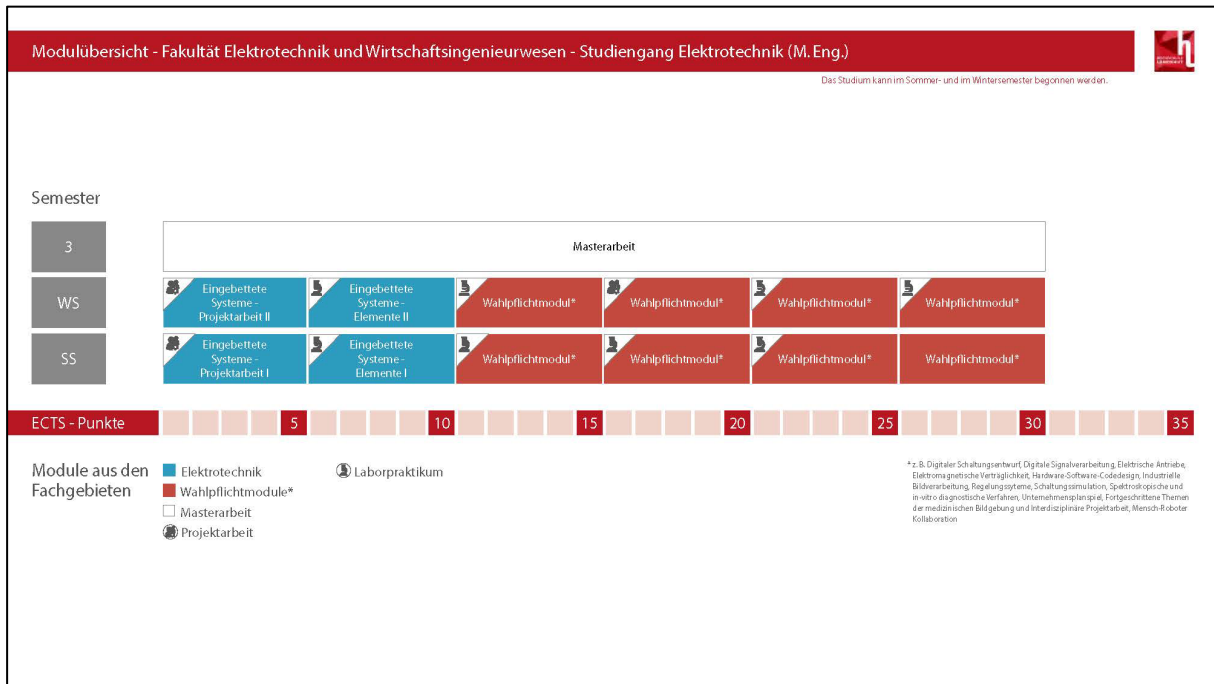 Modulübersicht - Fakultät Elektrotechnik und Wirtschaftsingenieurwesen - Studiengang Elektrotechnik (M. Eng.)
Das Studium kann im Sommer- und im Wintersemester begonnen werden.
Semester
3
Masterarbeit
WS
Eingebettete
Systeme -
Projektarbeit II
Eingebettete
Systeme -
Elemente II
Wahlpflichtmodul*
Wahlpflichtmodul*
Wahlpflichtmodul*
Wahlpflichtmodul*
SS
Eingebettete
Systeme -
Projektarbeit I
Eingebettete
Systeme -
Elemente I
Wahlpflichtmodul*
Wahlpflichtmodul*
Wahlpflichtmodul*
Wahlpflichtmodul*
ECTS - Punkte 5 10 15 20 25 30 35
Module aus den
Fachgebieten
Elektrotechnik
Wahlpflichtmodule*
Masterarbeit
Projektarbeit
Laborpraktikum
* z. B. Digitaler Schaltungsentwurf, Digitale Signalverarbeitung, Elektrische Antriebe,
Elektromagnetische Verträglichkeit, Hardware-Software-Codedesign, Industrielle
Bildverarbeitung, Regelungssyteme, Schaltungssimulation, Spektroskopische und
in-vitro diagnostische Verfahren, Unternehmensplanspiel, Fortgeschrittene Themen
der medizinischen Bildgebung und Interdisziplinäre Projektarbeit, Mensch-Roboter
Kollaboration